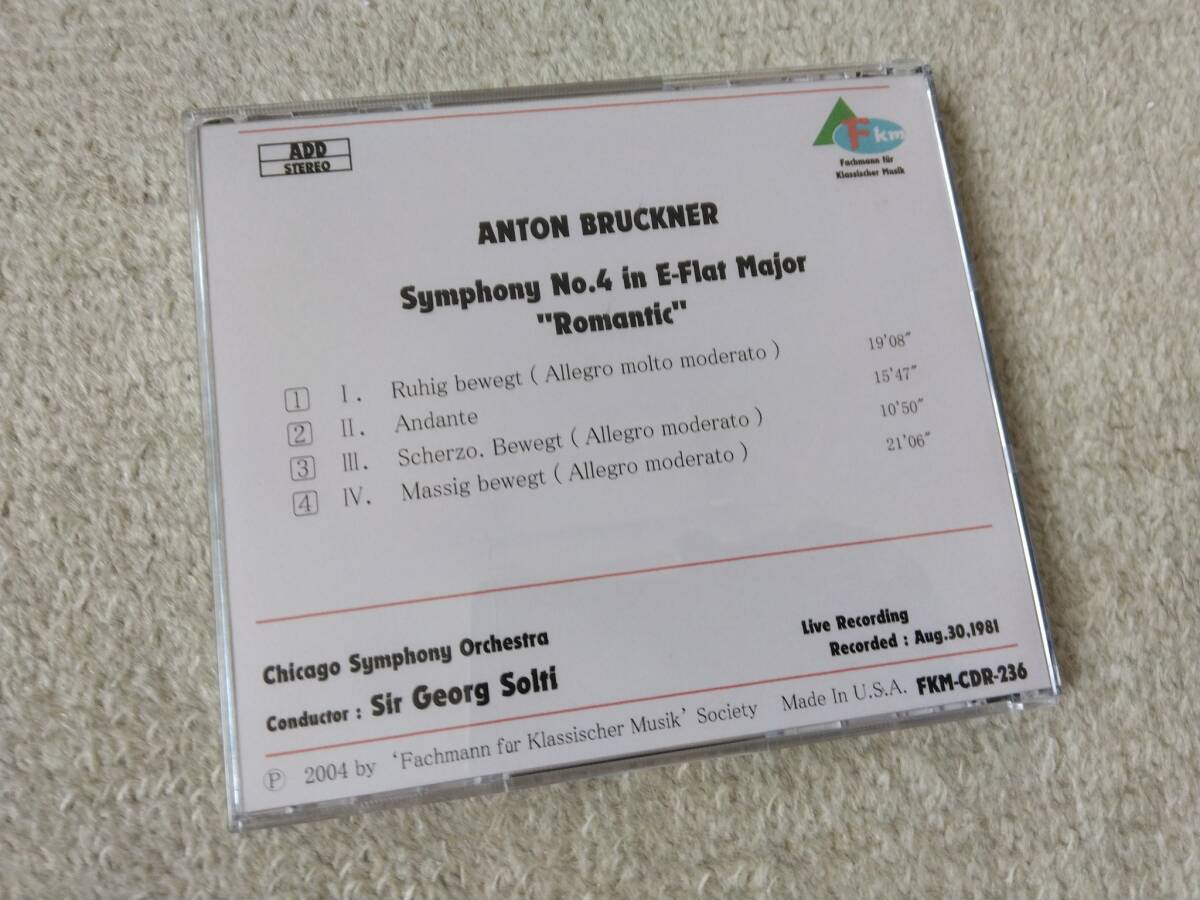 ADD
STEREO
Fkm
Fachmann für
Klassischer Musik
ANTON BRUCKNER
Symphony No.4 in E-Flat Major
"Romantic"
1 I. Ruhig bewegt ( Allegro molto moderato ) 19'08"
2 II. Andante 15'47"
3 III. Scherzo. Bewegt ( Allegro moderato ) 10'50"
4 IV. Massig bewegt ( Allegro moderato ) 21'06"
Chicago Symphony Orchestra
Conductor : Sir Georg Solti
Live Recording
Recorded : Aug.30.1981
Ⓟ 2004 by 'Fachmann für Klassischer Musik' Society Made In U.S.A. FKM-CDR-236